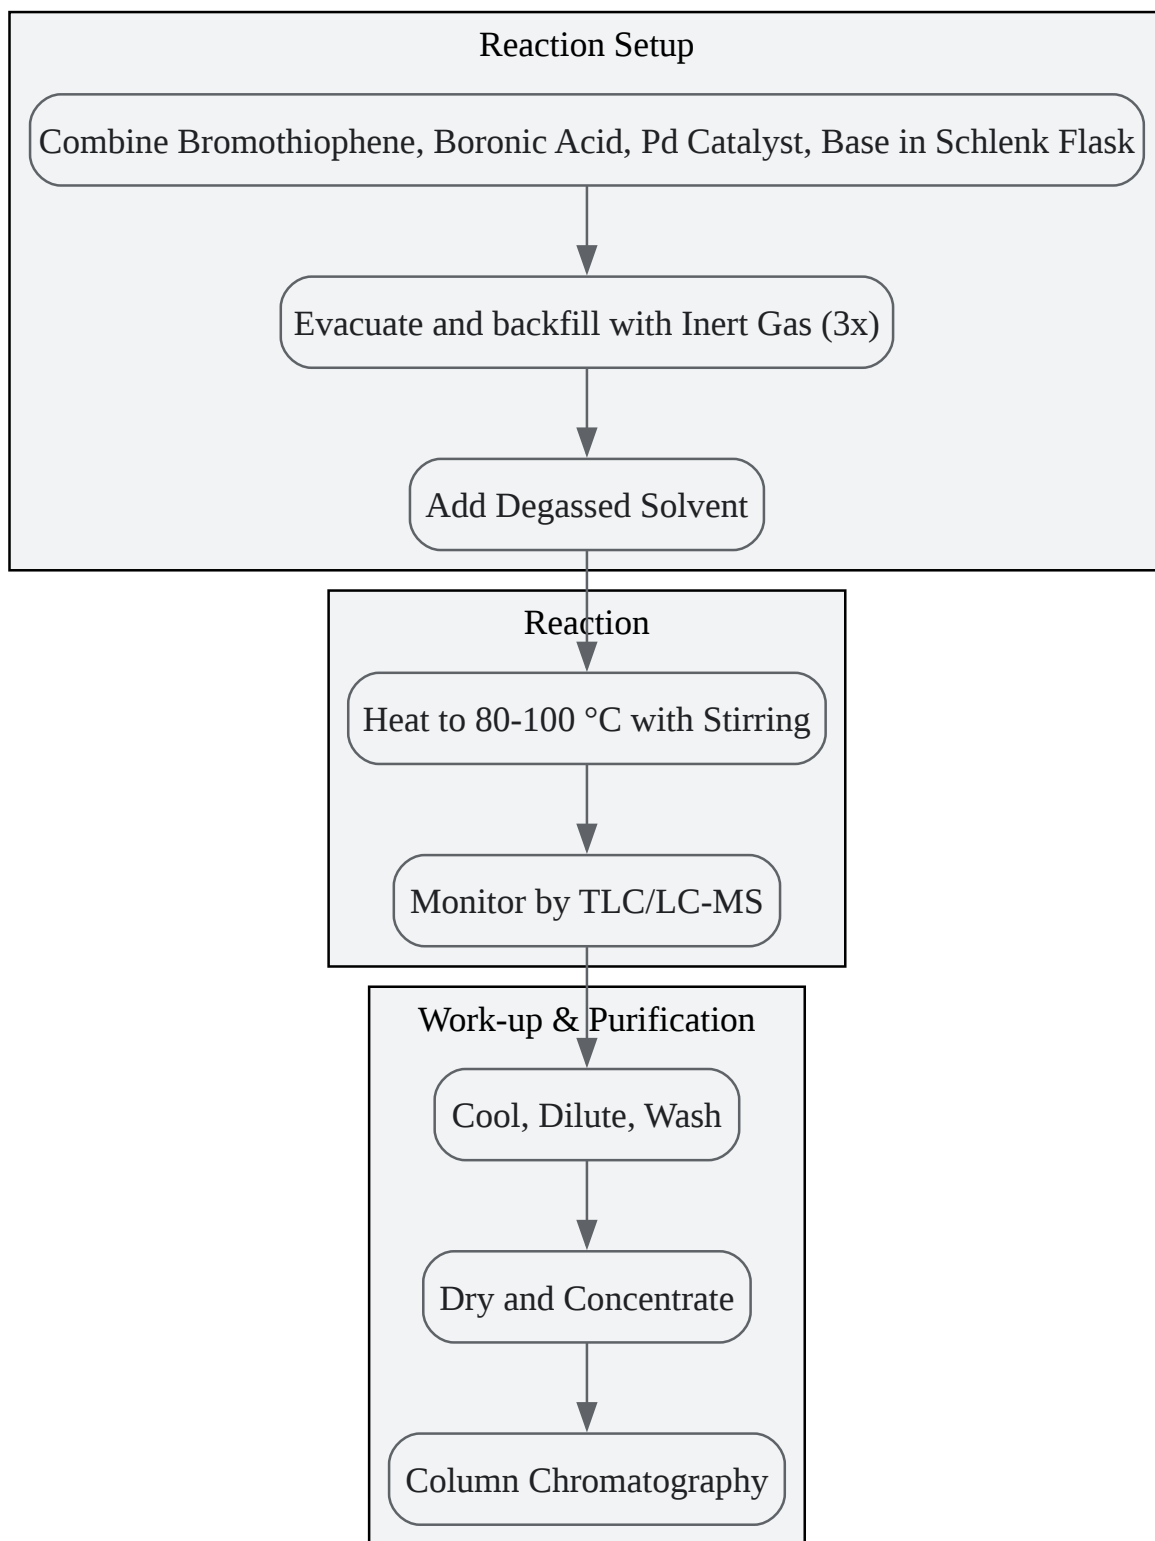 Reaction Setup
Combine Bromothiophene, Boronic Acid, Pd Catalyst, Base in Schlenk Flask
Evacuate and backfill with Inert Gas (3x)
Add Degassed Solvent
Reaction
Heat to 80-100 °C with Stirring
Monitor by TLC/LC-MS
Work-up & Purification
Cool, Dilute, Wash
Dry and Concentrate
Column Chromatography